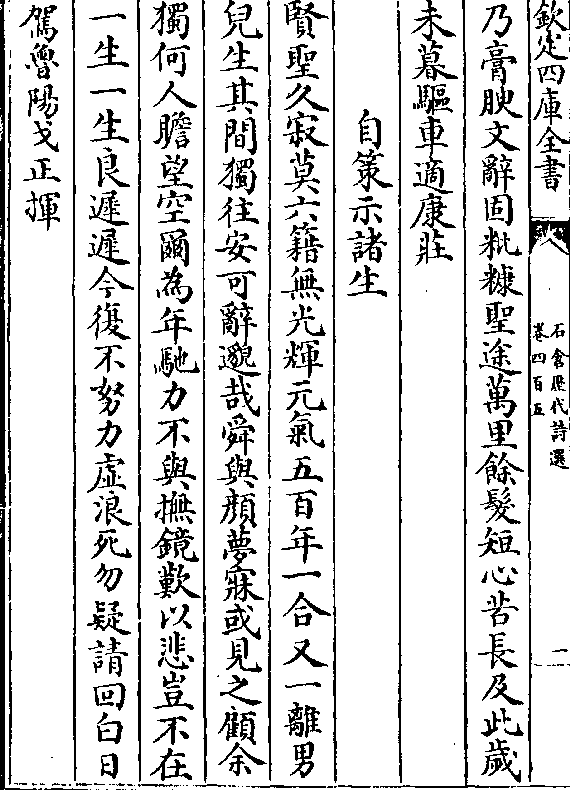 欽定四庫全書
石倉歷代詩選
卷四百五
一
乃膏腴文辭固粃糠聖途萬里餘髮短心苦長及此歲
未暮驅車適康莊
自策示諸生
賢聖久寂莫六籍無光輝元氣五百年一合又一離男
兒生其間獨往安可辭邈哉舜與顏夢寐或見之顧余
獨何人瞻望空爾為年馳力不與撫鏡歎以悲豈不在
一生一生良遲遲今復不努力虛浪死勿疑請回白日
駕魯陽戈正揮